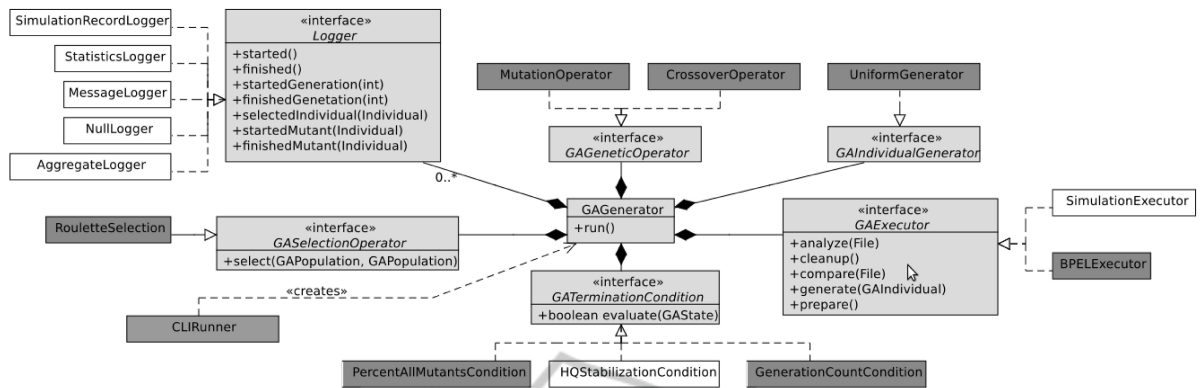 SimulationRecordLogger
StatisticsLogger
MessageLogger
NullLogger
AggregateLogger
«interface»
Logger
+started()
+finished()
+startedGeneration(int)
+finishedGenetation(int)
+selectedIndividual(Individual)
+startedMutant(Individual)
+finishedMutant(Individual)
0..*
MutationOperator
CrossoverOperator
UniformGenerator
«interface»
GAGeneticOperator
«interface»
GAIndividualGenerator
RouletteSelection
«interface»
GASelectionOperator
+select(GAPopulation, GAPopulation)
GAGenerator
+run()
«interface»
GAExecutor
+analyze(File)
+cleanup()
+compare(File)
+generate(GAIndividual)
+prepare()
SimulationExecutor
BPELExecutor
«creates»
CLIRunner
«interface»
GATerminationCondition
+boolean evaluate(GAState)
PercentAllMutantsCondition
HQStabilizationCondition
GenerationCountCondition